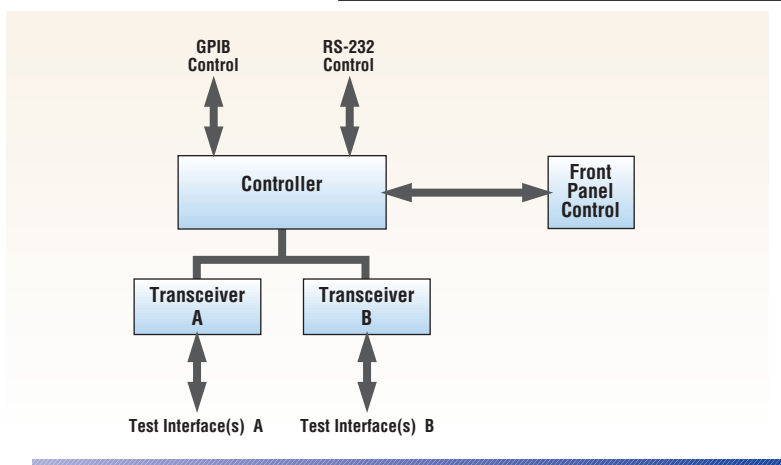 GPIB
Control
RS-232
Control
Controller
Front
Panel
Control
Transceiver
A
Transceiver
B
Test Interface(s) A
Test Interface(s) B